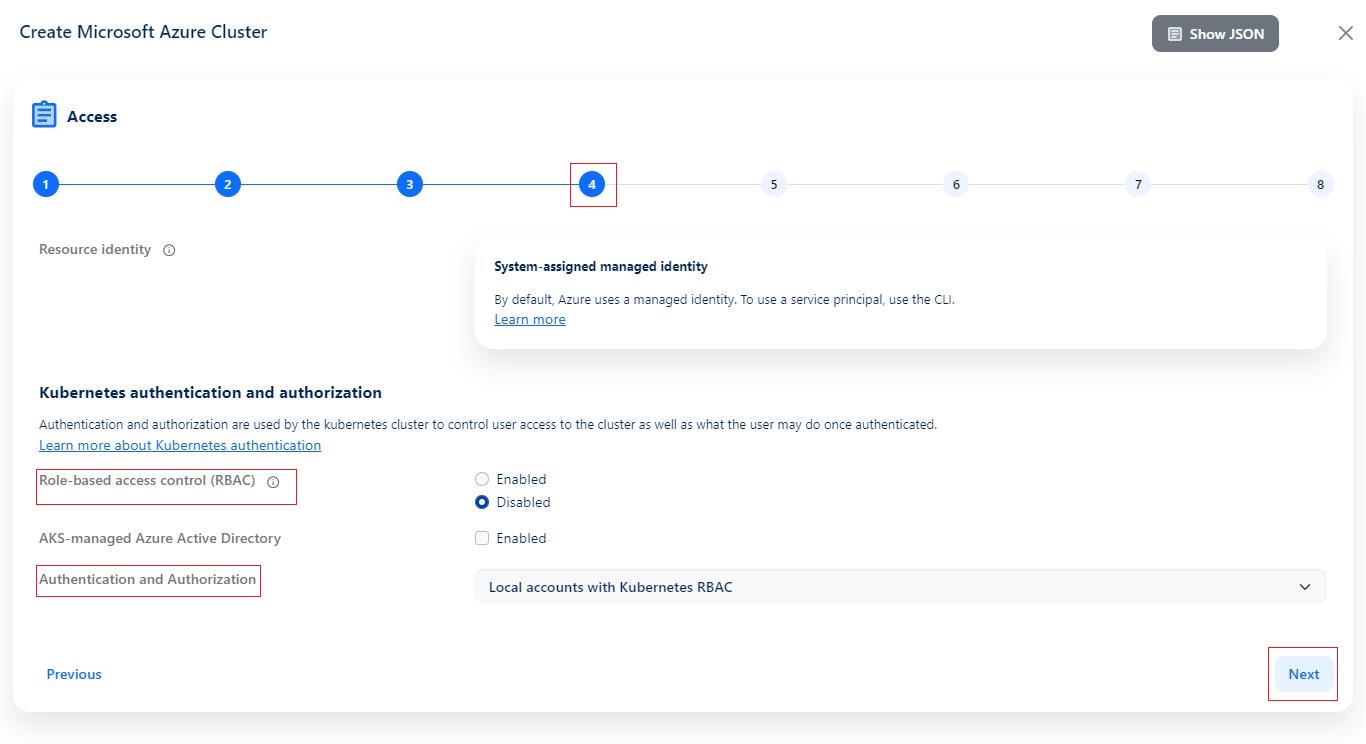 Create Microsoft Azure Cluster
Show JSON
Access
1 2 3 4 5 6 7 8
Resource identity
System-assigned managed identity
By default, Azure uses a managed identity. To use a service principal, use the CLI.
Learn more
Kubernetes authentication and authorization
Authentication and authorization are used by the kubernetes cluster to control user access to the cluster as well as what the user may do once authenticated.
Learn more about Kubernetes authentication
Role-based access control (RBAC)
Enabled
Disabled
AKS-managed Azure Active Directory
Enabled
Authentication and Authorization
Local accounts with Kubernetes RBAC
Previous
Next